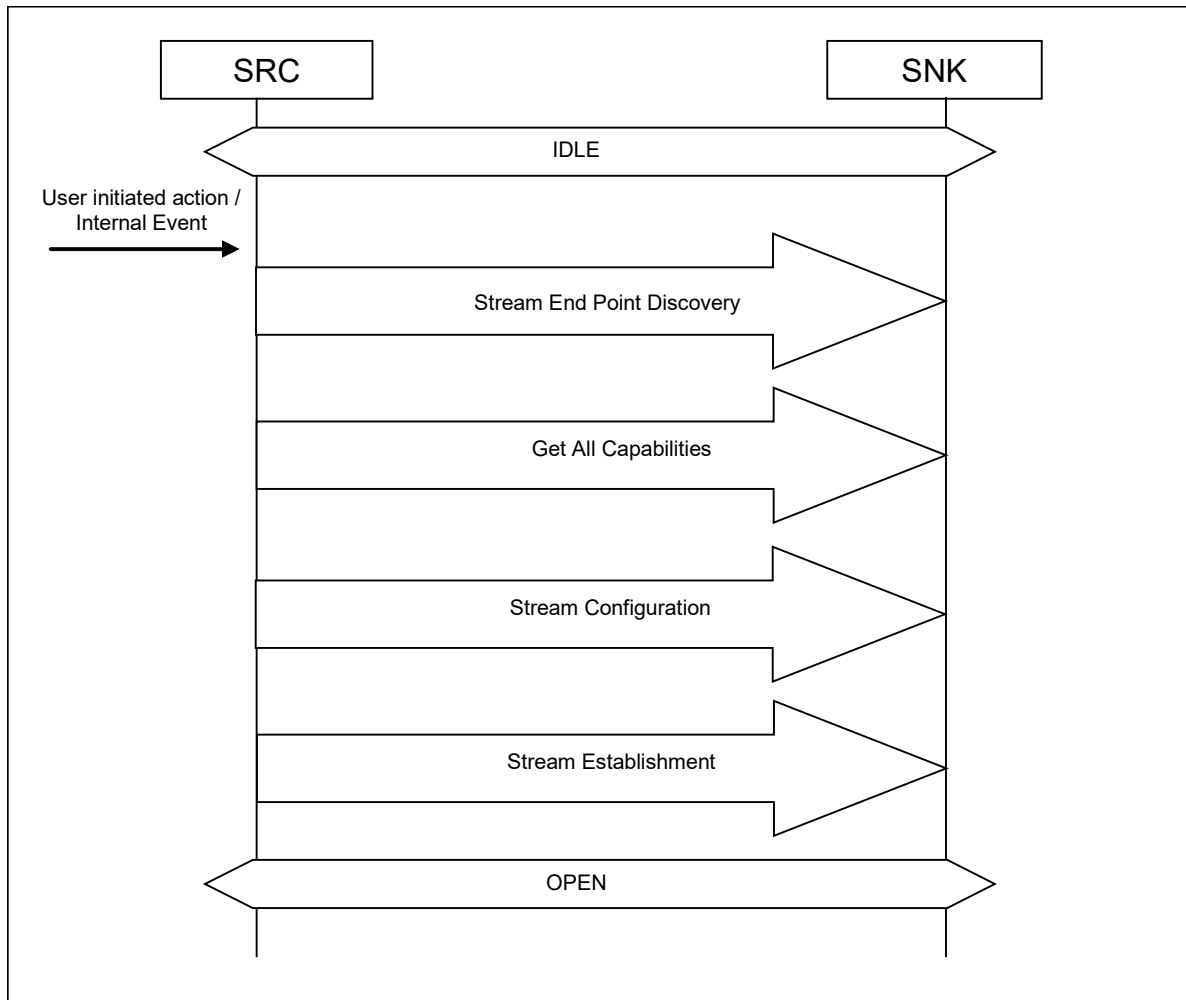 SRC
SNK
IDLE
User initiated action /
Internal Event
Stream End Point Discovery
Get All Capabilities
Stream Configuration
Stream Establishment
OPEN